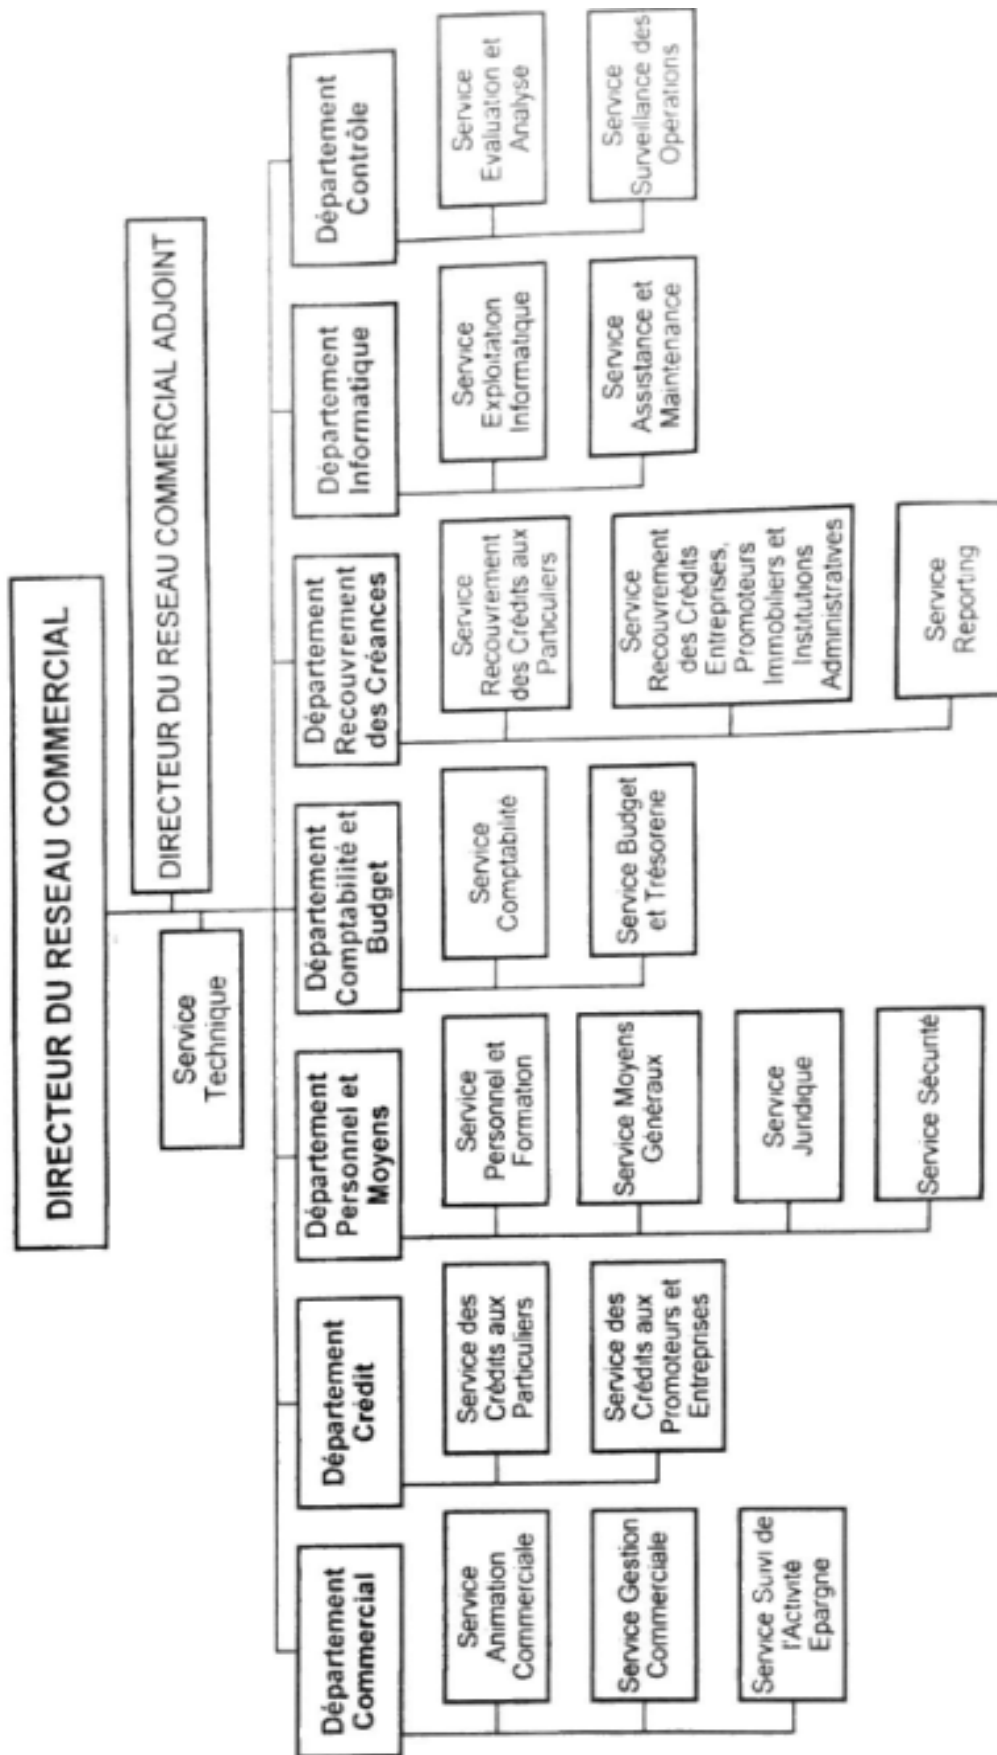 DIRECTEUR DU RESEAU COMMERCIAL
DIRECTEUR DU RESEAU COMMERCIAL ADJOINT
Service
Technique
Département
Commercial
Service
Animation
Commerciale
Service Gestion
Commerciale
Service Suivi de
l'Activité
Epargne
Département
Crédit
Service des
Crédits aux
Particuliers
Service des
Crédits aux
Promoteurs et
Entreprises
Département
Personnel et
Moyens
Service
Personnel et
Formation
Service Moyens
Généraux
Service
Juridique
Service Sécurité
Département
Comptabilité et
Budget
Service
Comptabilité
Service Budget
et Trésorerie
Département
Recouvrement
des Créances
Service
Recouvrement
des Crédits aux
Particuliers
Service
Recouvrement
des Crédits
Entreprises,
Promoteurs
Immobiliers et
Institutions
Administratives
Service
Reporting
Département
Informatique
Service
Exploitation
Informatique
Service
Assistance et
Maintenance
Département
Contrôle
Service
Evaluation et
Analyse
Service
Surveillance des
Opérations